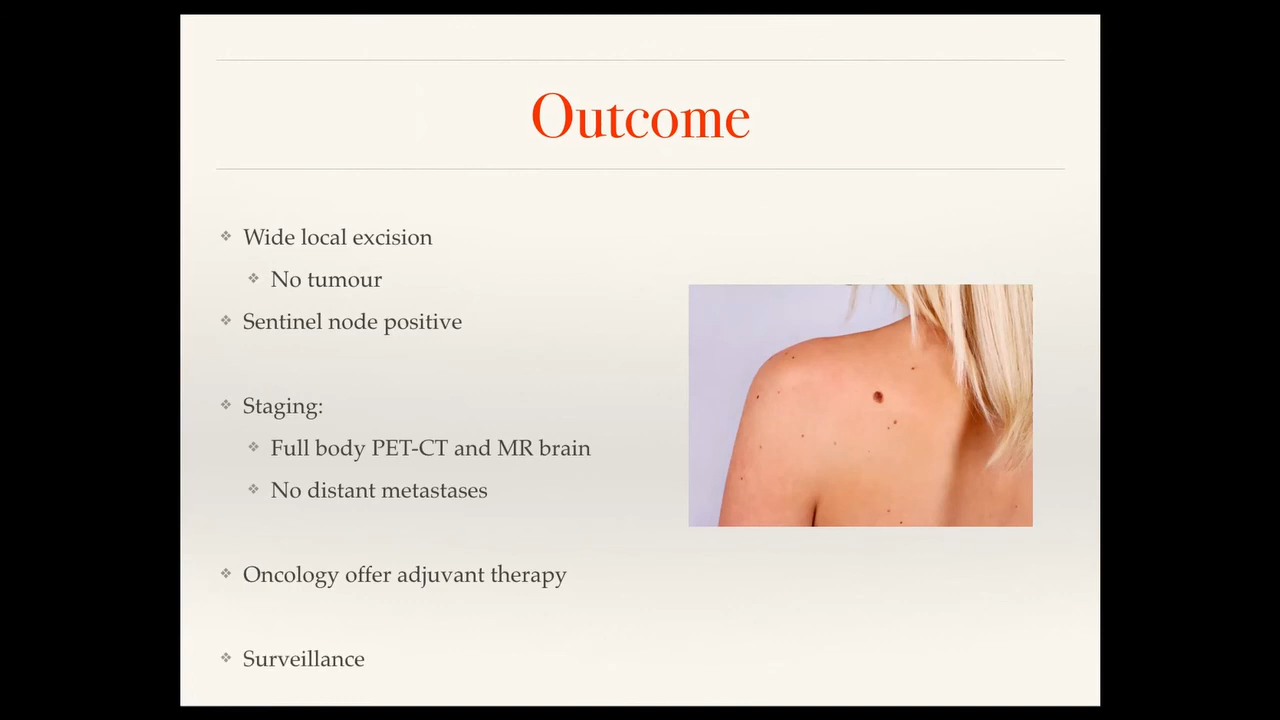 Outcome
Wide local excision
No tumour
Sentinel node positive
Staging:
Full body PET-CT and MR brain
No distant metastases
Oncology offer adjuvant therapy
Surveillance